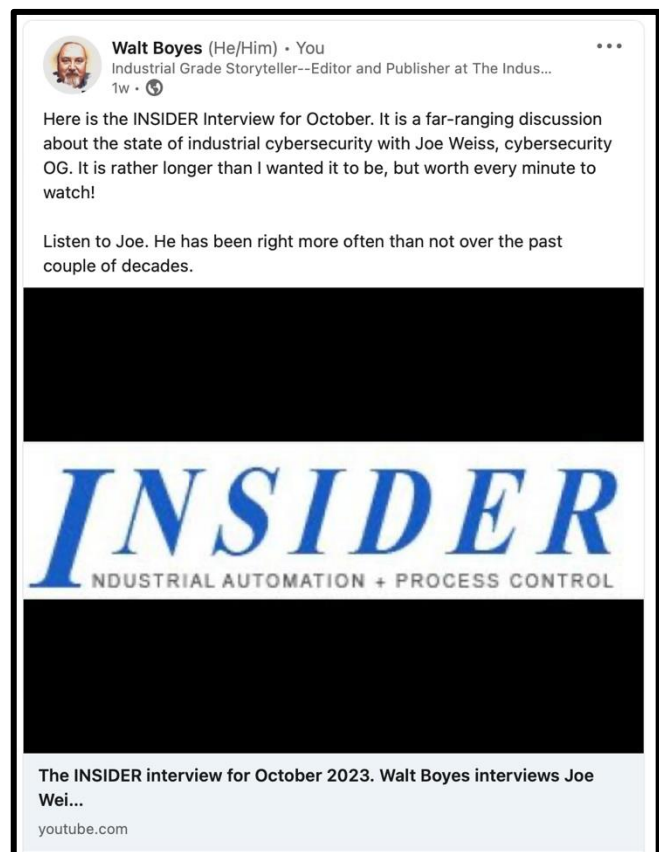 Walt Boyes (He/Him) • You
Industrial Grade Storyteller--Editor and Publisher at The Indus...
1w •
Here is the INSIDER Interview for October. It is a far-ranging discussion
about the state of industrial cybersecurity with Joe Weiss, cybersecurity
OG. It is rather longer than I wanted it to be, but worth every minute to
watch!
Listen to Joe. He has been right more often than not over the past
couple of decades.
INSIDER
NDUSTRIAL AUTOMATION + PROCESS CONTROL
The INSIDER interview for October 2023. Walt Boyes interviews Joe
Wei...
youtube.com